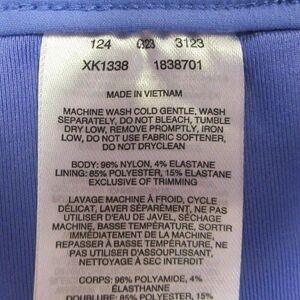 124 023 3123
XK1338 1838701
MADE IN VIETNAM
MACHINE WASH COLD GENTLE, WASH
SEPARATELY, DO NOT BLEACH, TUMBLE
DRY LOW, REMOVE PROMPTLY, IRON
LOW, DO NOT USE FABRIC SOFTENER,
DO NOT DRYCLEAN
BODY: 96% NYLON, 4% ELASTANE
LINING: 85% POLYESTER, 15% ELASTANE
EXCLUSIVE OF TRIMMING
LAVAGE MACHINE À FROID, CYCLE
DÉLICAT, LAVER SÉPARÉMENT, NE PAS
UTILISER D'EAU DE JAVEL, SÉCHAGE
MACHINE, BASSE TEMPÉRATURE, SORTIR
IMMÉDIATEMENT DE LA MACHINE,
REPASSER À BASSE TEMPÉRATURE, NE
PAS UTILISER D'ASSOUPLISSANT,
NETTOYAGE À SEC INTERDIT
CORPS: 96% POLYAMIDE, 4%
ÉLASTHANNE
DOUBLURE: 85% POLYESTER, 15%